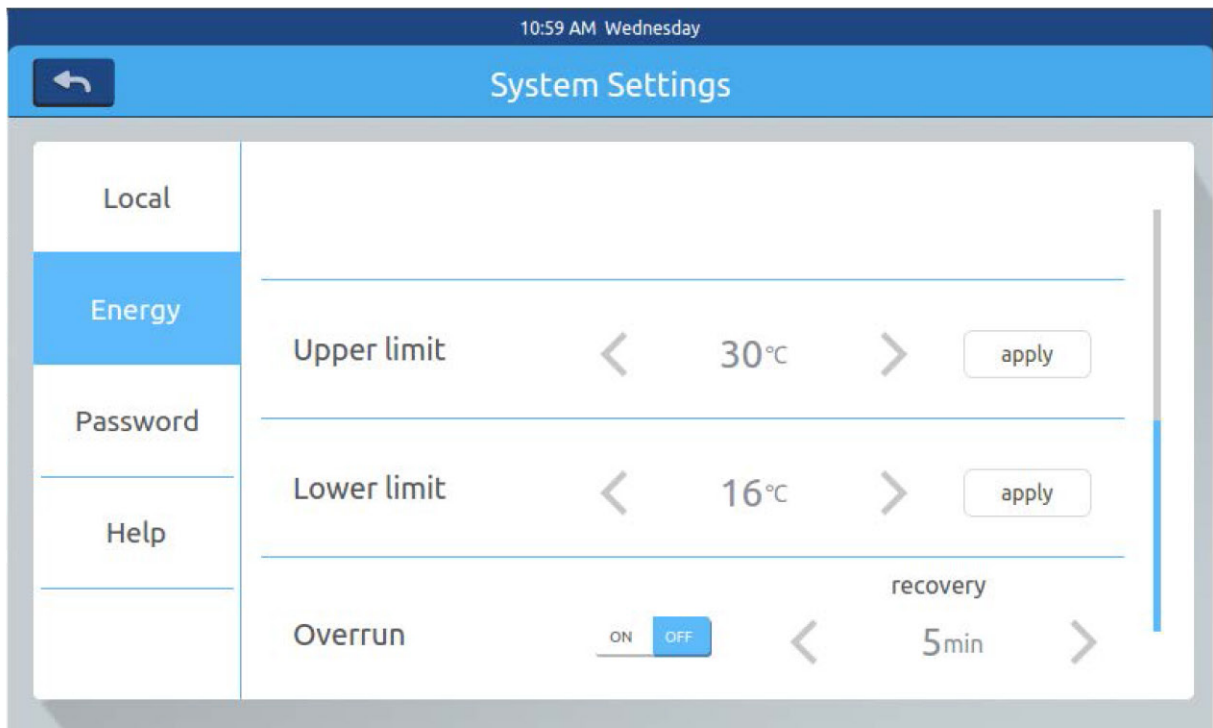 10:59 AM Wednesday
System Settings
Local
Energy
Password
Help
Upper limit
30°C
apply
Lower limit
16°C
apply
recovery
Overrun
ON OFF
5min